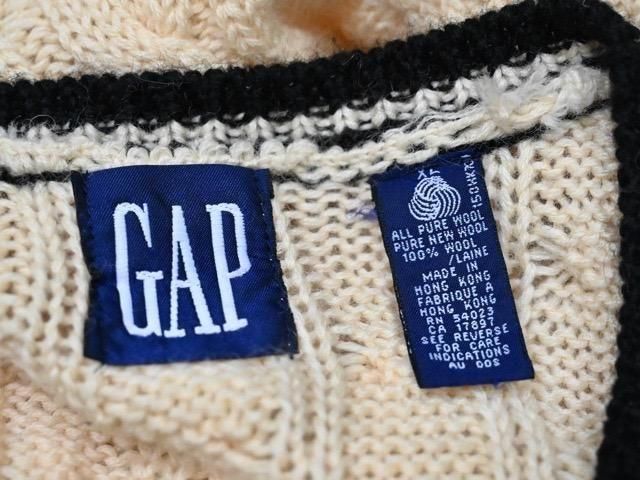 GAP
XL
ALL PURE WOOL
PURE NEW WOOL
100% WOOL
/LAINE
MADE IN
HONG KONG
FABRIQUE A
HONG KONG
RN 54023
CA 17897
SEE REVERSE
FOR CARE
INDICATIONS
AU DOS